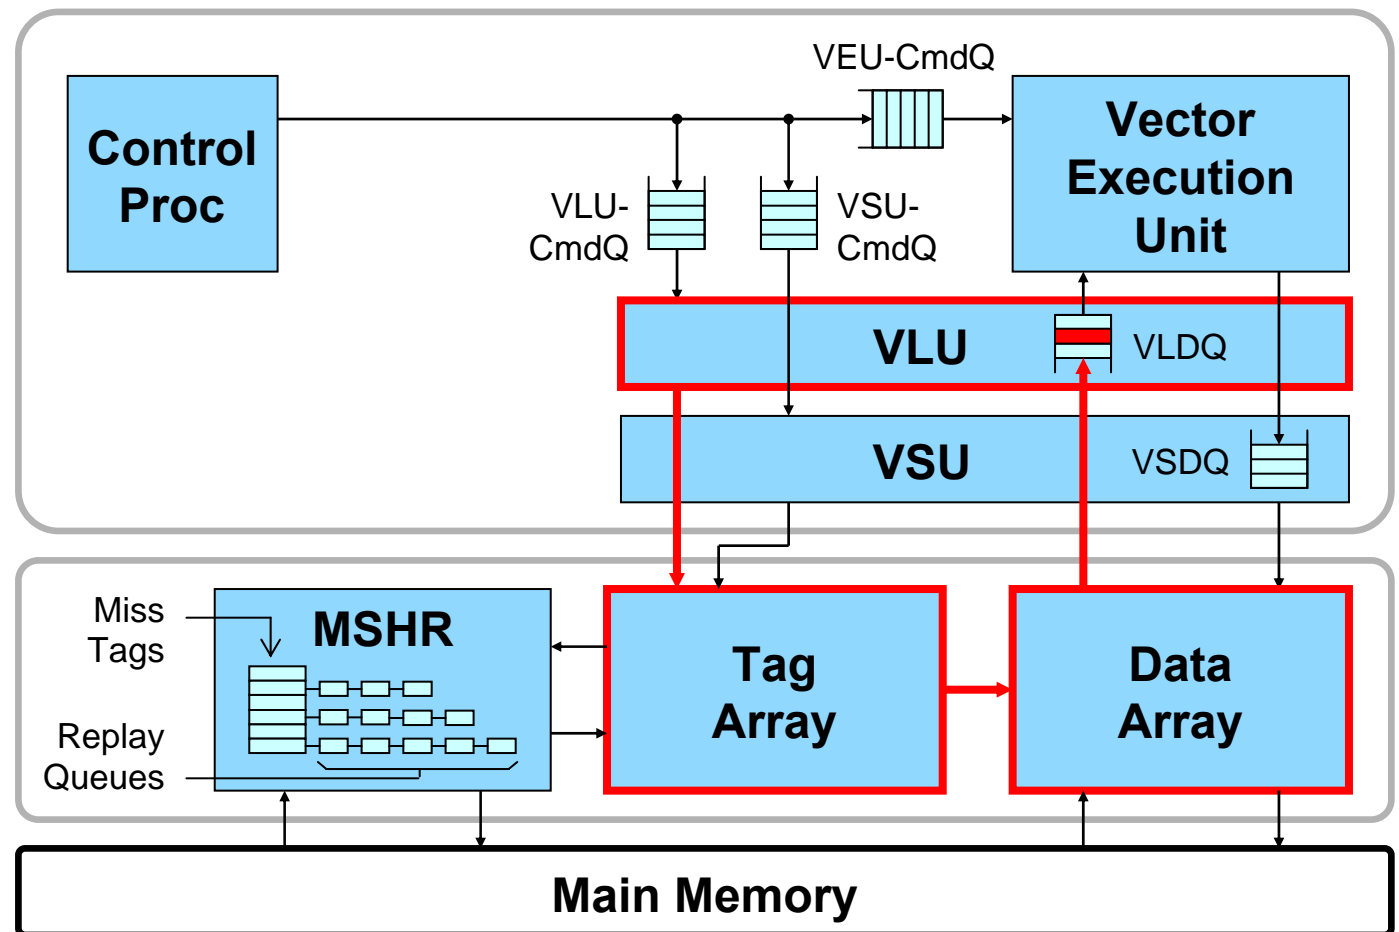 VEU-CmdQ
Control
Proc
Vector
Execution
Unit
VLU-
CmdQ
VSU-
CmdQ
VLU
VLDQ
VSU
VSDQ
Miss
Tags
MSHR
Replay
Queues
Tag
Array
Data
Array
Main Memory